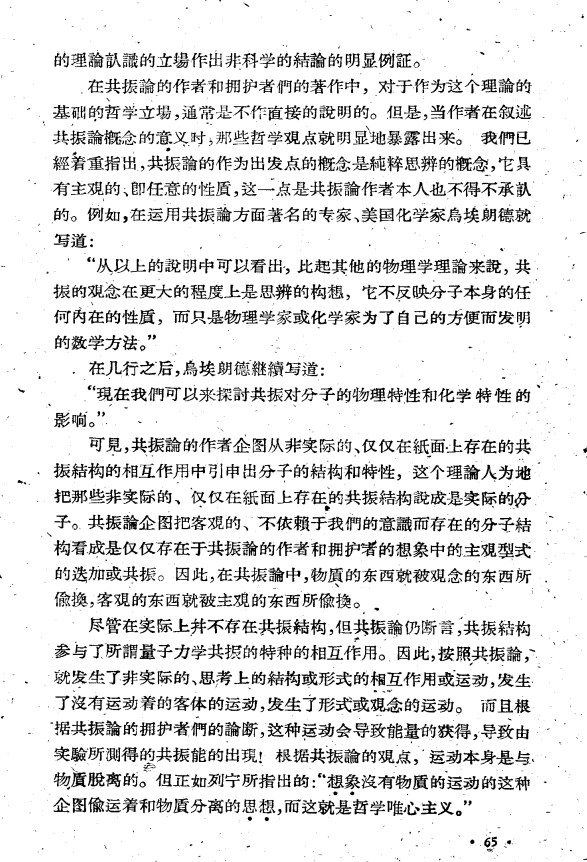 的理論認識的立場作出非科学的結論的明显例証。
在共振論的作者和拥护者們的著作中，对于作为这个理論的
基础的哲学立場，通常是不作直接的說明的。但是，当作者在叙述
共振論概念的意义时，那些哲学观点就明显地暴露出来。我們已
經着重指出，共振論的作为出发点的概念是純粹思辨的概念，它具
有主观的、卽任意的性質，这一点是共振論作者本人也不得不承認
的。例如，在运用共振論方面著名的专家、美国化学家烏埃朗德就
写道：
“从以上的說明中可以看出，比起其他的物理学理論来說，共
振的观念在更大的程度上是思辨的构想，它不反映分子本身的任
何內在的性質，而只是物理学家或化学家为了自己的方便而发明
的数学方法。”
在几行之后，烏埃朗德継續写道：
“現在我們可以来探討共振对分子的物理特性和化学特性的
影响。”
可見，共振論的作者企图从非实际的、仅仅在紙面上存在的共
振結构的相互作用中引申出分子的結构和特性，这个理論人为地
把那些非实际的、仅仅在紙面上存在的共振結构說成是实际的分
子。共振論企图把客观的、不依賴于我們的意識而存在的分子結
构看成是仅仅存在于共振論的作者和拥护者的想象中的主观型式
的迭加或共振。因此，在共振論中，物質的东西就被观念的东西所
偸換，客观的东西就被主观的东西所偸換。
尽管在实际上幷不存在共振結构，但共振論仍断言，共振結构
参与了所謂量子力学共振的特种的相互作用。因此，按照共振論，
就发生了非实际的、思考上的結构或形式的相互作用或运动，发生
了沒有运动着的客体的运动，发生了形式或观念的运动。而且根
据共振論的拥护者們的論断，这种运动会导致能量的获得，导致由
实驗所測得的共振能的出現！根据共振論的观点，运动本身是与
物質脫离的。但正如列宁所指出的：“想象沒有物質的运动的这种
企图偸运着和物質分离的思想，而这就是哲学唯心主义。”
· 65 ·